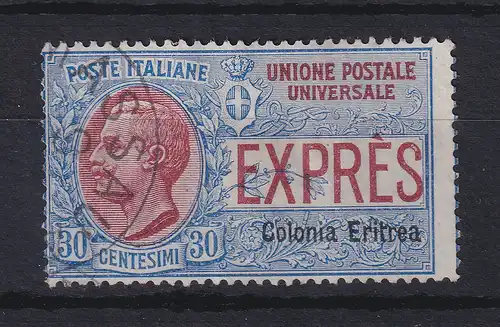 POSTE ITALIANE
UNIONE POSTALE
UNIVERSALE
EXPRÈS
Colonia Eritrea
30 CENTESIMI 30